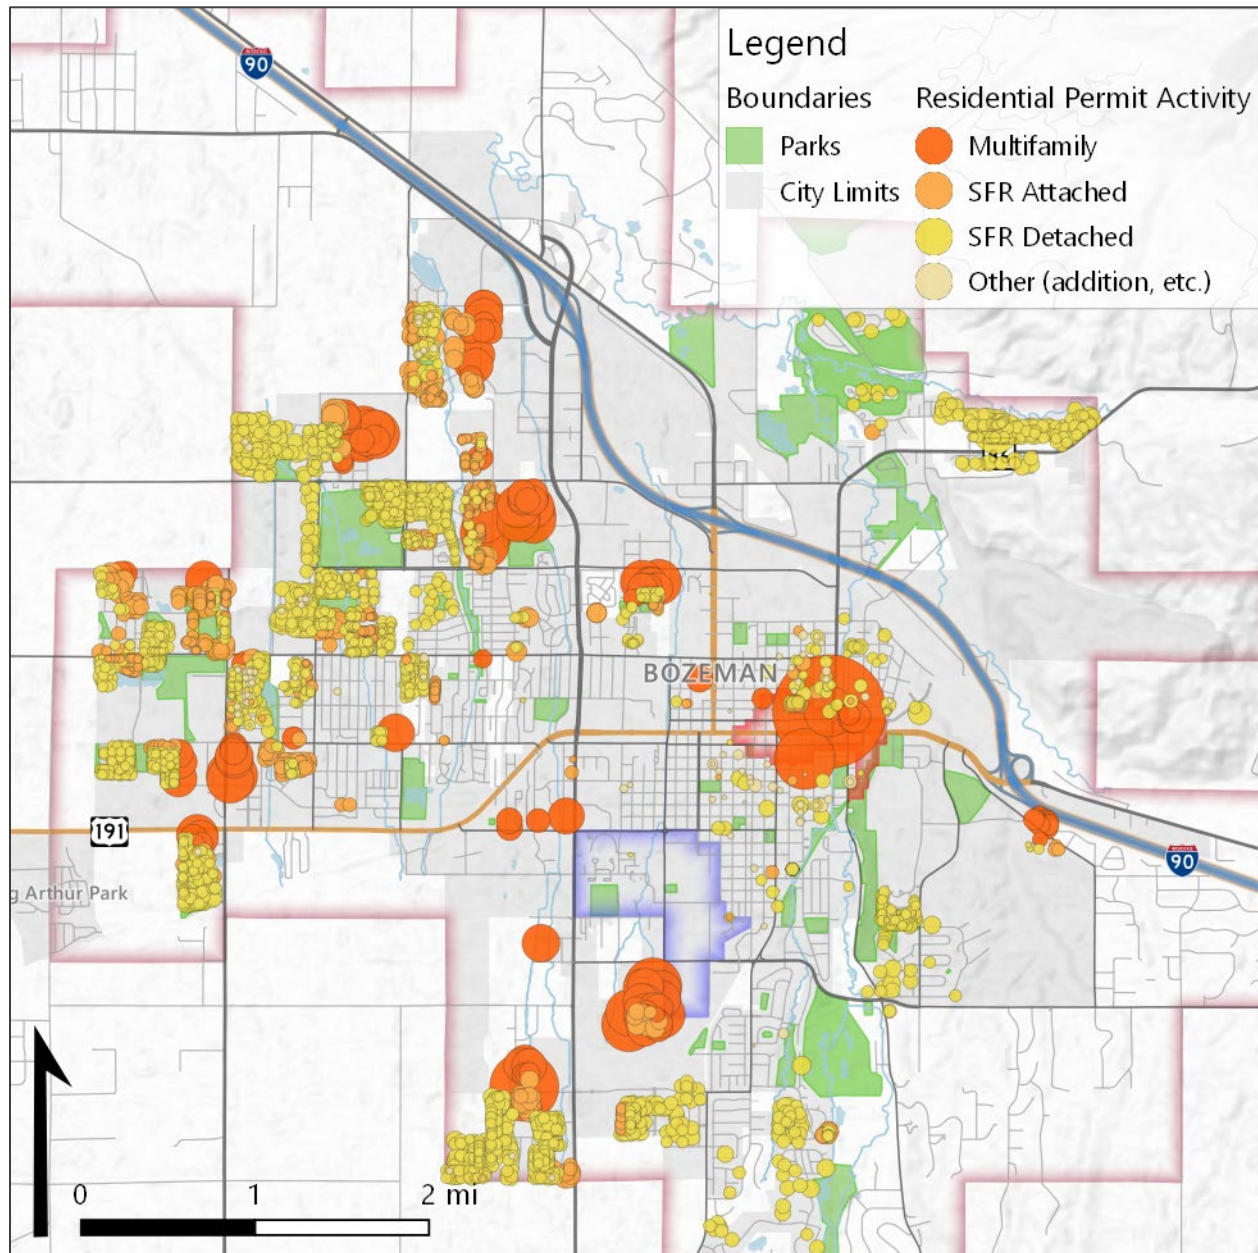 Legend
Boundaries
Residential Permit Activity
Parks
Multifamily
City Limits
SFR Attached
SFR Detached
Other (addition, etc.)
90
BOZEMAN
191
90
g Arthur Park
0 1 2 mi